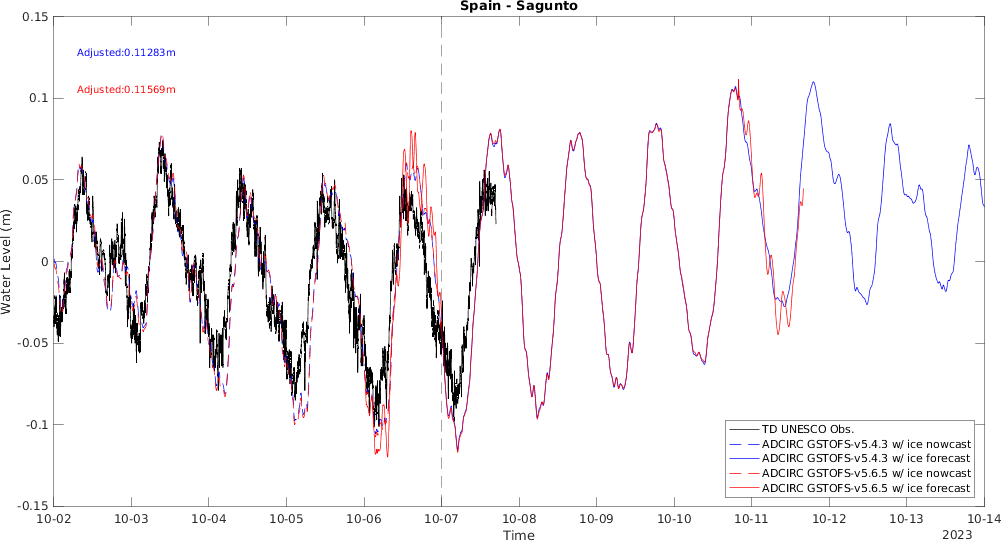 Spain - Sagunto
0.15
0.1
0.05
0
-0.05
-0.1
-0.15
Water Level (m)
Adjusted:0.11283m
Adjusted:0.11569m
TD UNESCO Obs.
ADCIRC GSTOFS-v5.4.3 w/ ice nowcast
ADCIRC GSTOFS-v5.4.3 w/ ice forecast
ADCIRC GSTOFS-v5.6.5 w/ ice nowcast
ADCIRC GSTOFS-v5.6.5 w/ ice forecast
10-02 10-03 10-04 10-05 10-06 10-07 10-08 10-09 10-10 10-11 10-12 10-13 10-14
Time
2023